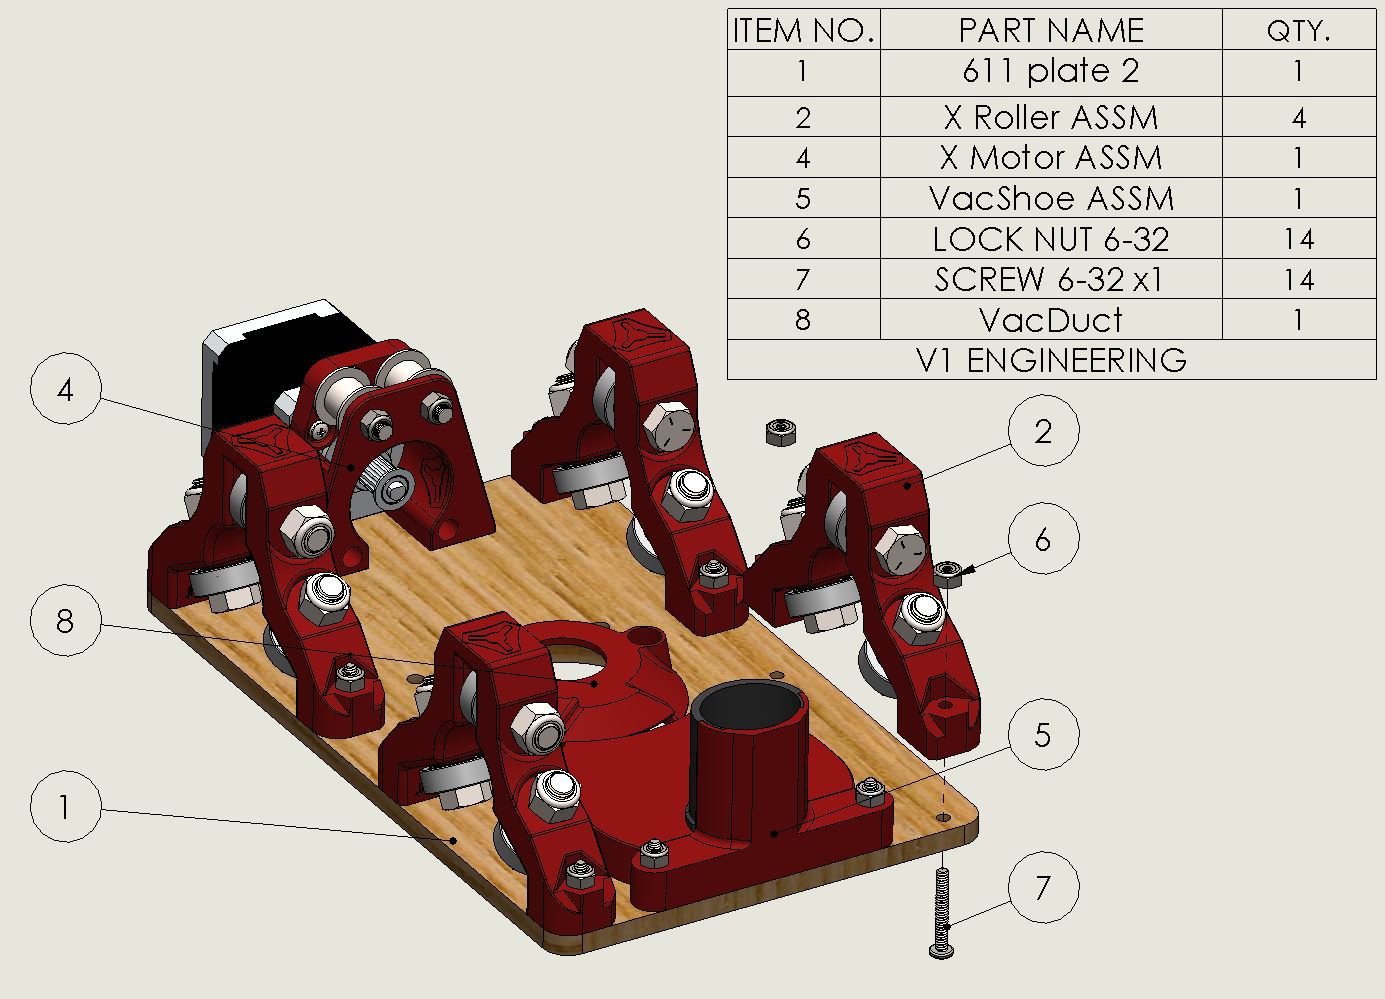 ITEM NO. PART NAME QTY.
1 611 plate 2 1
2 X Roller ASSM 4
4 X Motor ASSM 1
5 VacShoe ASSM 1
6 LOCK NUT 6-32 14
7 SCREW 6-32 x1 14
8 VacDuct 1
V1 ENGINEERING
4
2
6
8
5
1
7